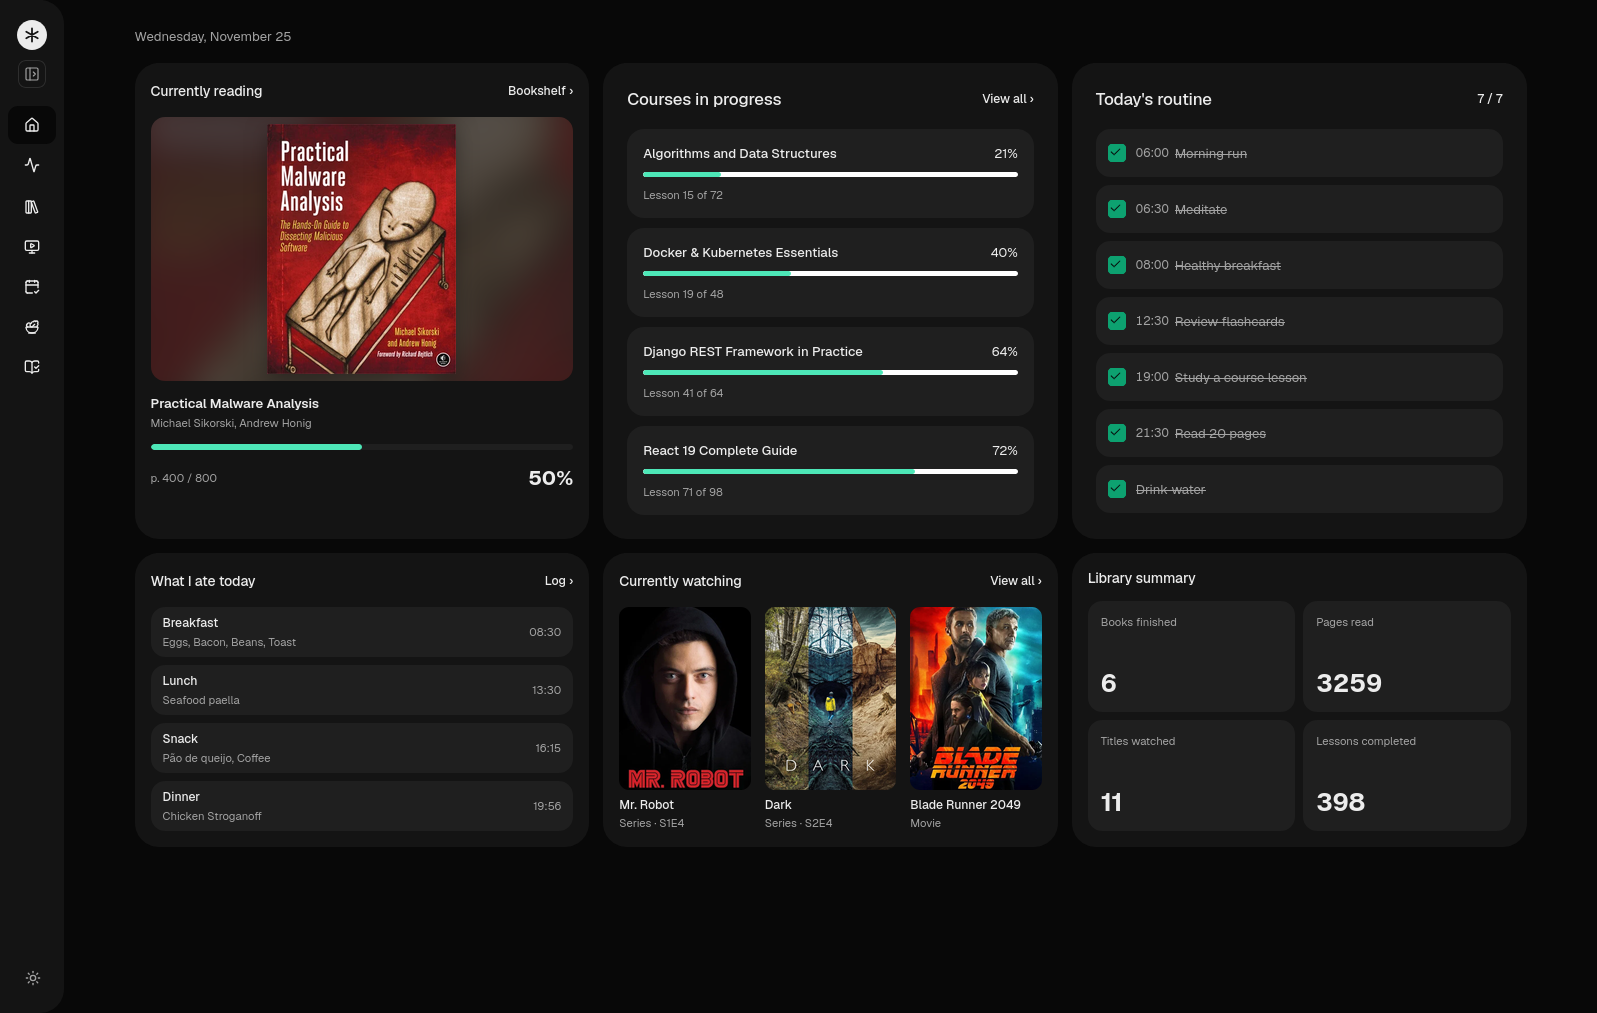 Wednesday, November 25
Currently reading
Bookshelf ›
Practical
Malware
Analysis
The Hands-On Guide to
Dissecting Malicious
Software
Michael Sikorski
and Andrew Honig
Foreword by Richard Bejtlich
Practical Malware Analysis
Michael Sikorski, Andrew Honig
p. 400 / 800
50%
Courses in progress
View all ›
Algorithms and Data Structures
21%
Lesson 15 of 72
Docker & Kubernetes Essentials
40%
Lesson 19 of 48
Django REST Framework in Practice
64%
Lesson 41 of 64
React 19 Complete Guide
72%
Lesson 71 of 98
Today's routine
7 / 7
06:00 Morning run
06:30 Meditate
08:00 Healthy breakfast
12:30 Review flashcards
19:00 Study a course lesson
21:30 Read 20 pages
Drink water
What I ate today
Log ›
Breakfast
Eggs, Bacon, Beans, Toast
08:30
Lunch
Seafood paella
13:30
Snack
Pão de queijo, Coffee
16:15
Dinner
Chicken Stroganoff
19:56
Currently watching
View all ›
MR. ROBOT
Mr. Robot
Series · S1E4
DARK
Dark
Series · S2E4
BLADE
RUNNER
2049
Blade Runner 2049
Movie
Library summary
Books finished
6
Pages read
3259
Titles watched
11
Lessons completed
398